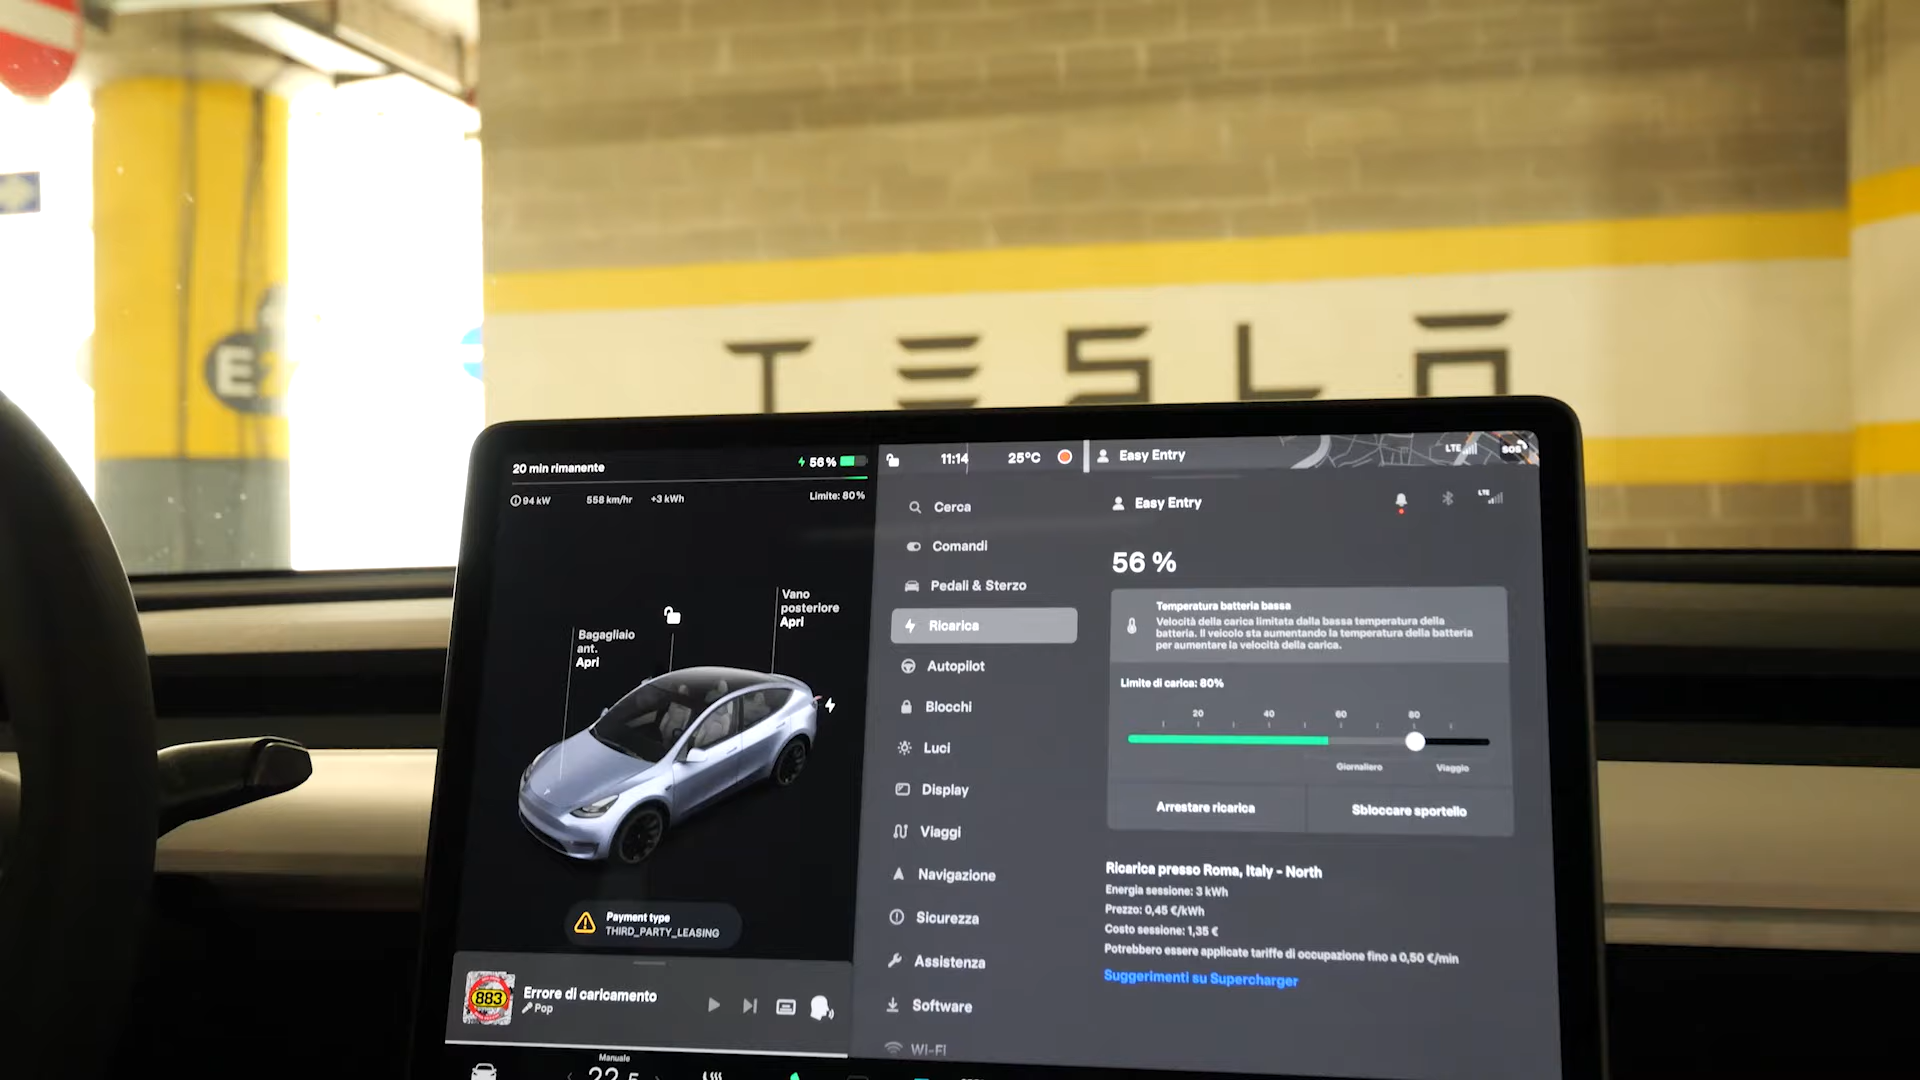 TESLA
20 min rimanente
56%
94 kW
558 km/hr
+3 kWh
Limite: 80%
Bagagliaio
ant.
Apri
Vano
posteriore
Apri
Payment type
THIRD_PARTY_LEASING
883
Errore di caricamento
Pop
Manuale
22.5
11:14
25°C
Easy Entry
LTE
SOS
Cerca
Comandi
Pedali & Sterzo
Ricarica
Autopilot
Blocchi
Luci
Display
Viaggi
Navigazione
Sicurezza
Assistenza
Software
Wi-Fi
Easy Entry
LTE
56 %
Temperatura batteria bassa
Velocità della carica limitata dalla bassa temperatura della
batteria. Il veicolo sta aumentando la temperatura della batteria
per aumentare la velocità della carica.
Limite di carica: 80%
20 40 60 80
Giornaliero Viaggio
Arrestare ricarica
Sbloccare sportello
Ricarica presso Roma, Italy - North
Energia sessione: 3 kWh
Prezzo: 0,45 €/kWh
Costo sessione: 1,35 €
Potrebbero essere applicate tariffe di occupazione fino a 0,50 €/min
Suggerimenti su Supercharger